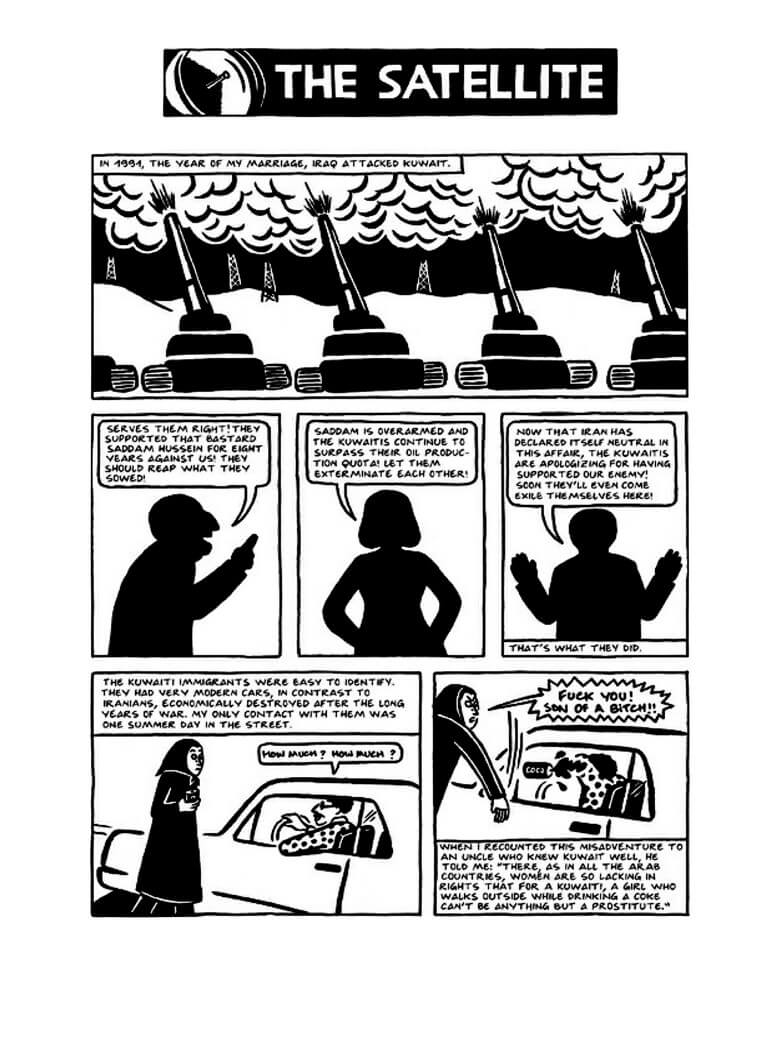 THE SATELLITE
IN 1991, THE YEAR OF MY MARRIAGE, IRAQ ATTACKED KUWAIT.
SERVES THEM RIGHT! THEY
SUPPORTED THAT BASTARD
SADDAM HUSSEIN FOR EIGHT
YEARS AGAINST US! THEY
SHOULD REAP WHAT THEY
SOWED!
SADDAM IS OVERARMED AND
THE KUWAITIS CONTINUE TO
SURPASS THEIR OIL PRODUC-
TION QUOTA! LET THEM
EXTERMINATE EACH OTHER!
NOW THAT IRAN HAS
DECLARED ITSELF NEUTRAL IN
THIS AFFAIR, THE KUWAITIS
ARE APOLOGIZING FOR HAVING
SUPPORTED OUR ENEMY!
SOON THEY'LL EVEN COME
EXILE THEMSELVES HERE!
THAT'S WHAT THEY DID.
THE KUWAITI IMMIGRANTS WERE EASY TO IDENTIFY.
THEY HAD VERY MODERN CARS, IN CONTRAST TO
IRANIANS, ECONOMICALLY DESTROYED AFTER THE LONG
YEARS OF WAR. MY ONLY CONTACT WITH THEM WAS
ONE SUMMER DAY IN THE STREET.
HOW MUCH? HOW MUCH?
FUCK YOU!
SON OF A BITCH!!
COCA
WHEN I RECOUNTED THIS MISADVENTURE TO
AN UNCLE WHO KNEW KUWAIT WELL, HE
TOLD ME: "THERE, AS IN ALL THE ARAB
COUNTRIES, WOMEN ARE SO LACKING IN
RIGHTS THAT FOR A KUWAITI, A GIRL WHO
WALKS OUTSIDE WHILE DRINKING A COKE
CAN'T BE ANYTHING BUT A PROSTITUTE."